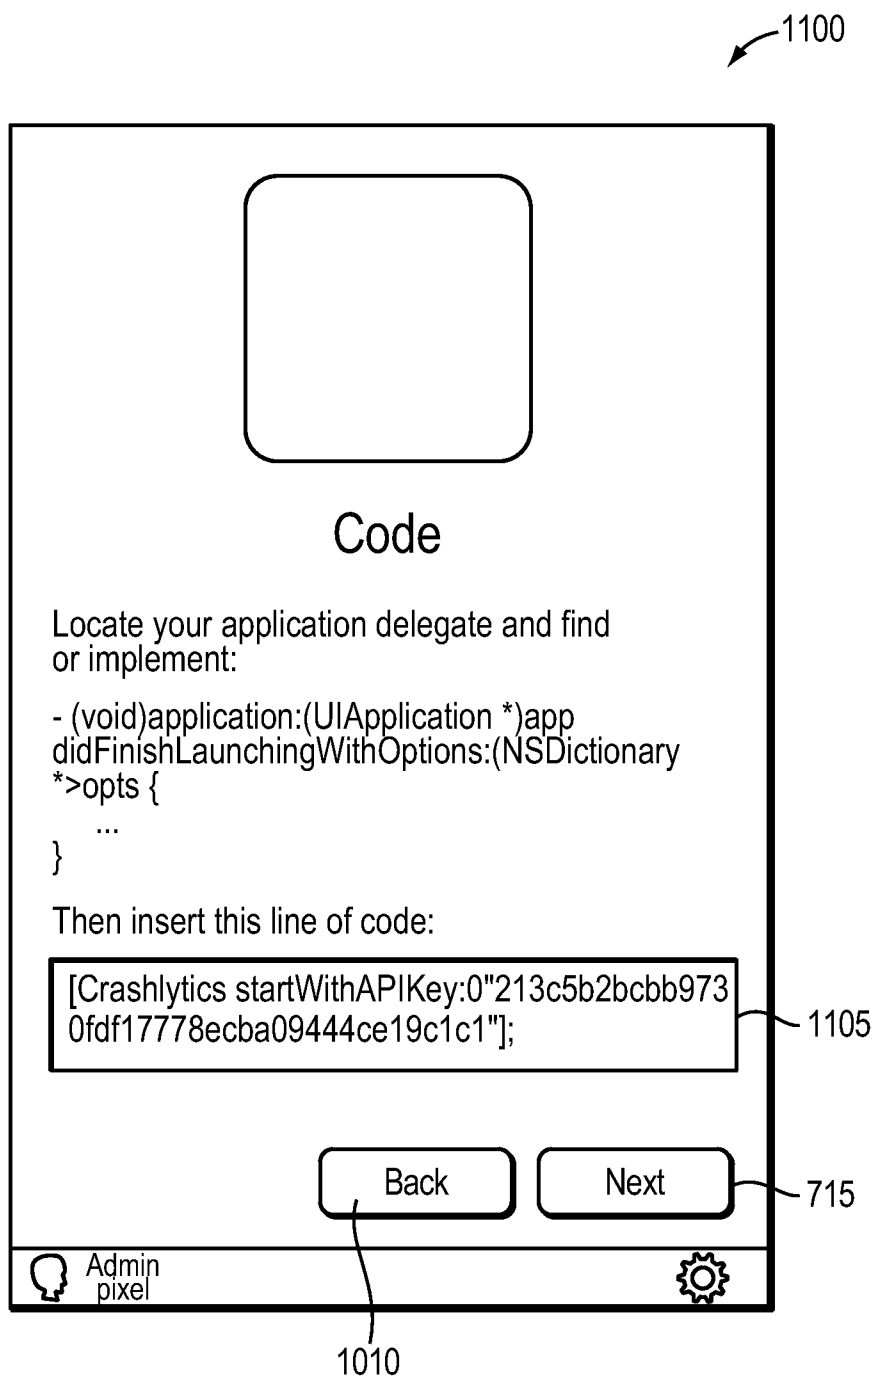 1100
Code
Locate your application delegate and find
or implement:
- (void)application:(UIApplication *)app
didFinishLaunchingWithOptions:(NSDictionary
*>opts {
...
}
Then insert this line of code:
[Crashlytics startWithAPIKey:0"213c5b2bcbb973
0fdf17778ecba09444ce19c1c1"];
1105
Back
Next
715
Admin
pixel
1010